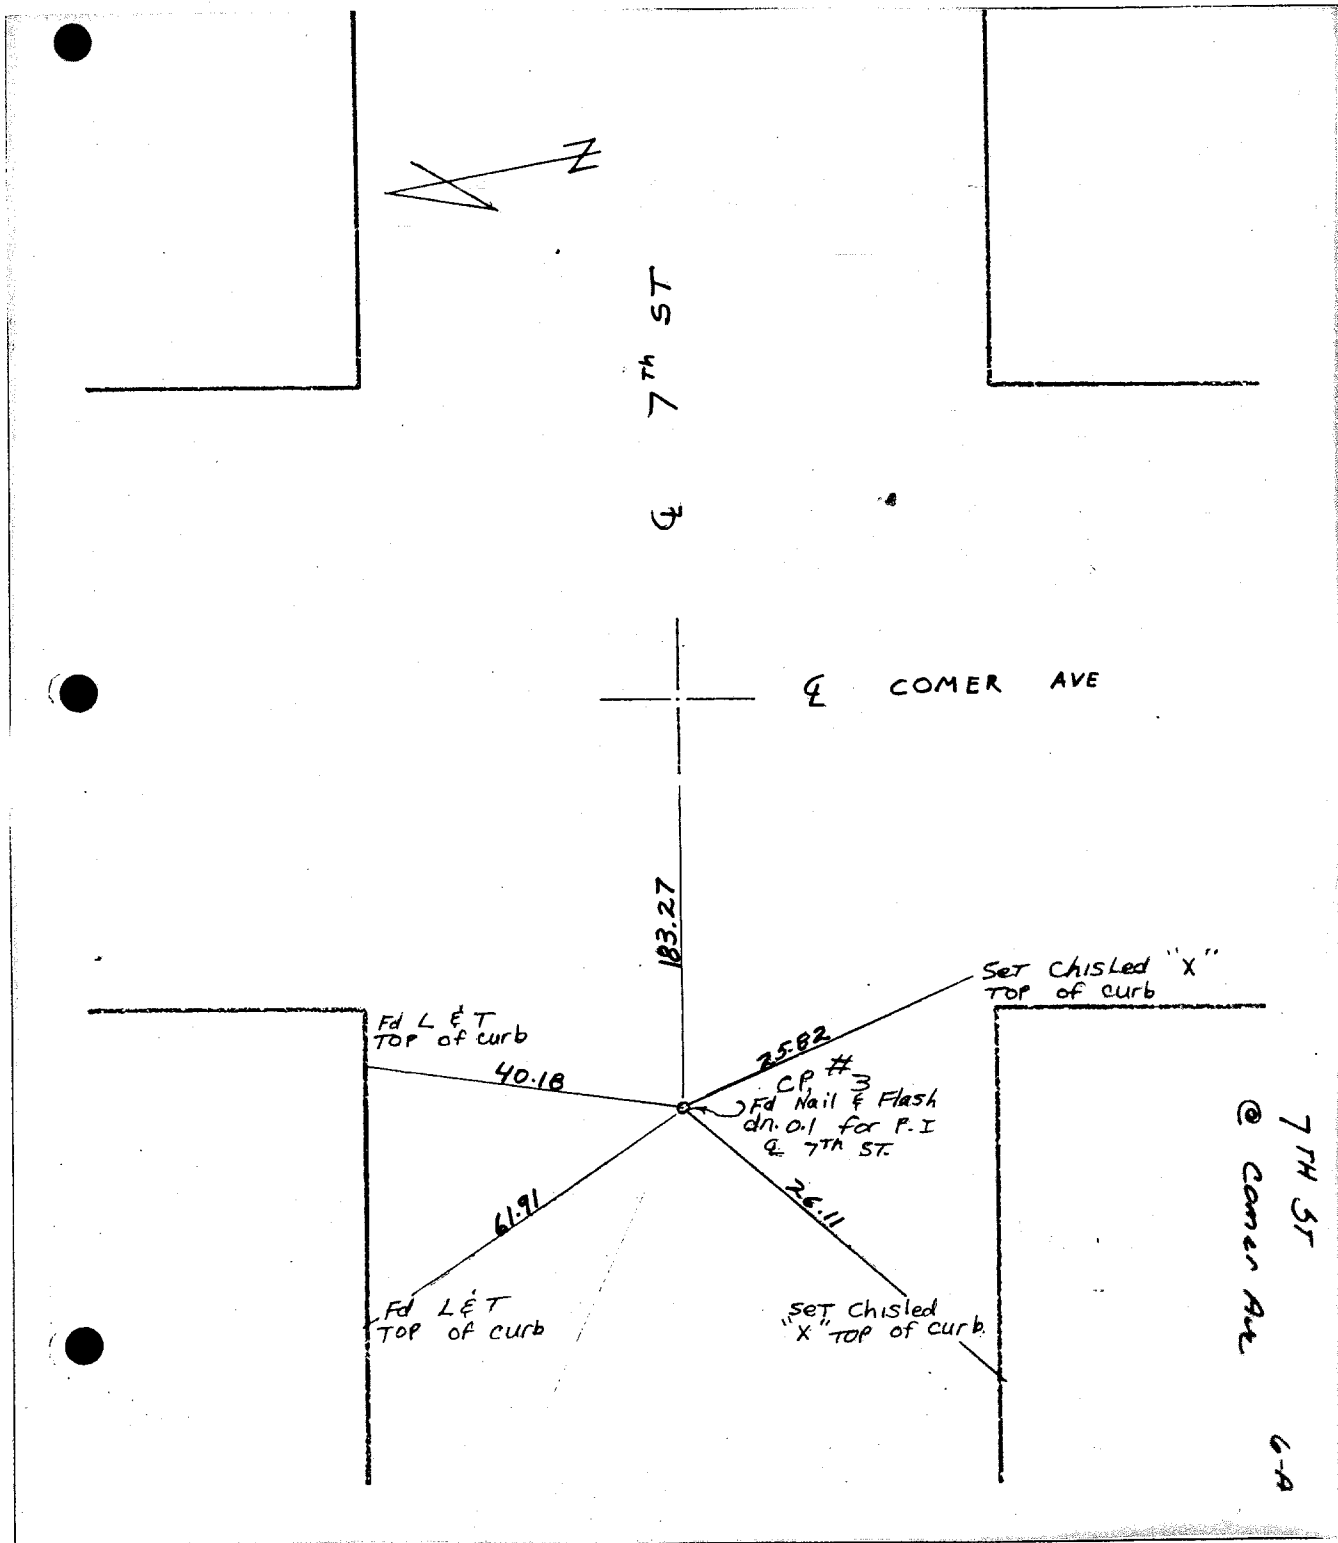 N
℄ 7Th ST
℄ COMER AVE
183.27
Set Chisled "X"
TOP of curb
Fd L & T
TOP of curb
25.82
40.18
CP. #3
Fd Nail & Flash
dn. 0.1 for P.I
℄ 7Th ST.
61.91
26.11
Fd L & T
TOP of curb
Set Chisled
"X" TOP of curb.
7TH ST
@ Comer Ave
6-A